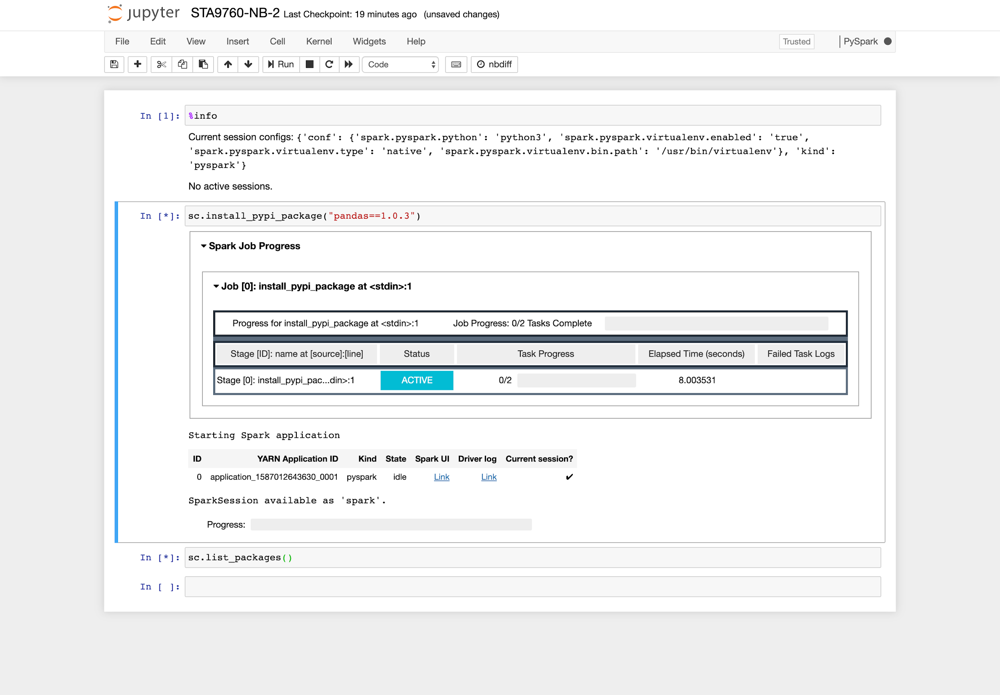 jupyter STA9760-NB-2 Last Checkpoint: 19 minutes ago (unsaved changes)
File Edit View Insert Cell Kernel Widgets Help Trusted PySpark
Run Code nbdiff
In [1]: %info
Current session configs: {'conf': {'spark.pyspark.python': 'python3', 'spark.pyspark.virtualenv.enabled': 'true',
'spark.pyspark.virtualenv.type': 'native', 'spark.pyspark.virtualenv.bin.path': '/usr/bin/virtualenv'}, 'kind':
'pyspark'}
No active sessions.
In [*]: sc.install_pypi_package("pandas==1.0.3")
Spark Job Progress
Job [0]: install_pypi_package at <stdin>:1
Progress for install_pypi_package at <stdin>:1 Job Progress: 0/2 Tasks Complete
Stage [ID]: name at [source]:[line] Status Task Progress Elapsed Time (seconds) Failed Task Logs
Stage [0]: install_pypi_pac...din>:1 ACTIVE 0/2 8.003531
Starting Spark application
ID YARN Application ID Kind State Spark UI Driver log Current session?
0 application_1587012643630_0001 pyspark idle Link Link ✔
SparkSession available as 'spark'.
Progress:
In [*]: sc.list_packages()
In [ ]: